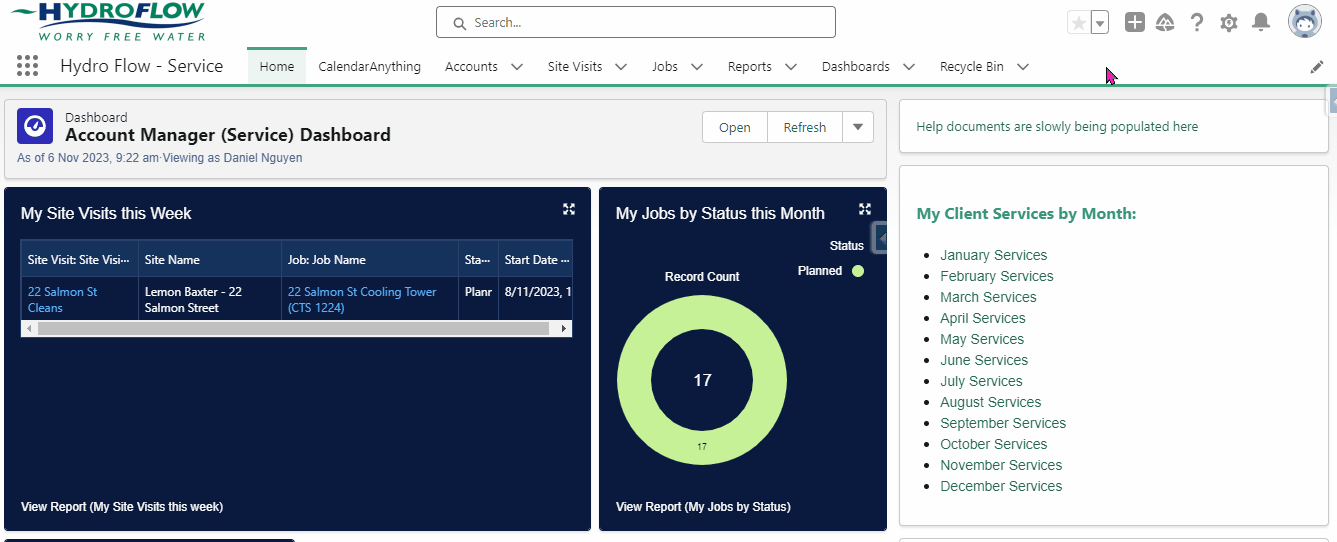 HYDROFLOW
WORRY FREE WATER
Search...
Hydro Flow - Service
Home
CalendarAnything
Accounts
Site Visits
Jobs
Reports
Dashboards
Recycle Bin
Dashboard
Account Manager (Service) Dashboard
As of 6 Nov 2023, 9:22 am·Viewing as Daniel Nguyen
Open
Refresh
My Site Visits this Week
Site Visit: Site Visi...
Site Name
Job: Job Name
Sta...
Start Date ...
22 Salmon St
Cleans
Lemon Baxter - 22
Salmon Street
22 Salmon St Cooling Tower
(CTS 1224)
Planr
8/11/2023, 1
View Report (My Site Visits this week)
My Jobs by Status this Month
Status
Planned
Record Count
17
17
View Report (My Jobs by Status)
Help documents are slowly being populated here
My Client Services by Month:
January Services
February Services
March Services
April Services
May Services
June Services
July Services
August Services
September Services
October Services
November Services
December Services